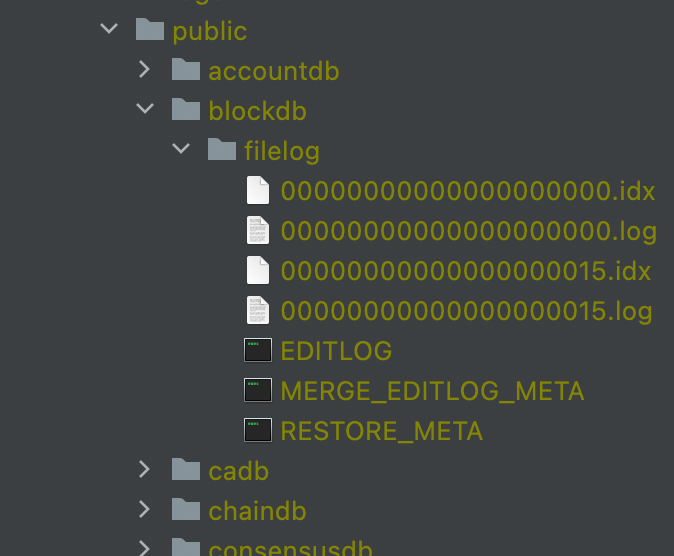 public
accountdb
blockdb
filelog
00000000000000000000.idx
00000000000000000000.log
00000000000000000015.idx
00000000000000000015.log
EDITLOG
MERGE_EDITLOG_META
RESTORE_META
cadb
chaindb
consensusdb